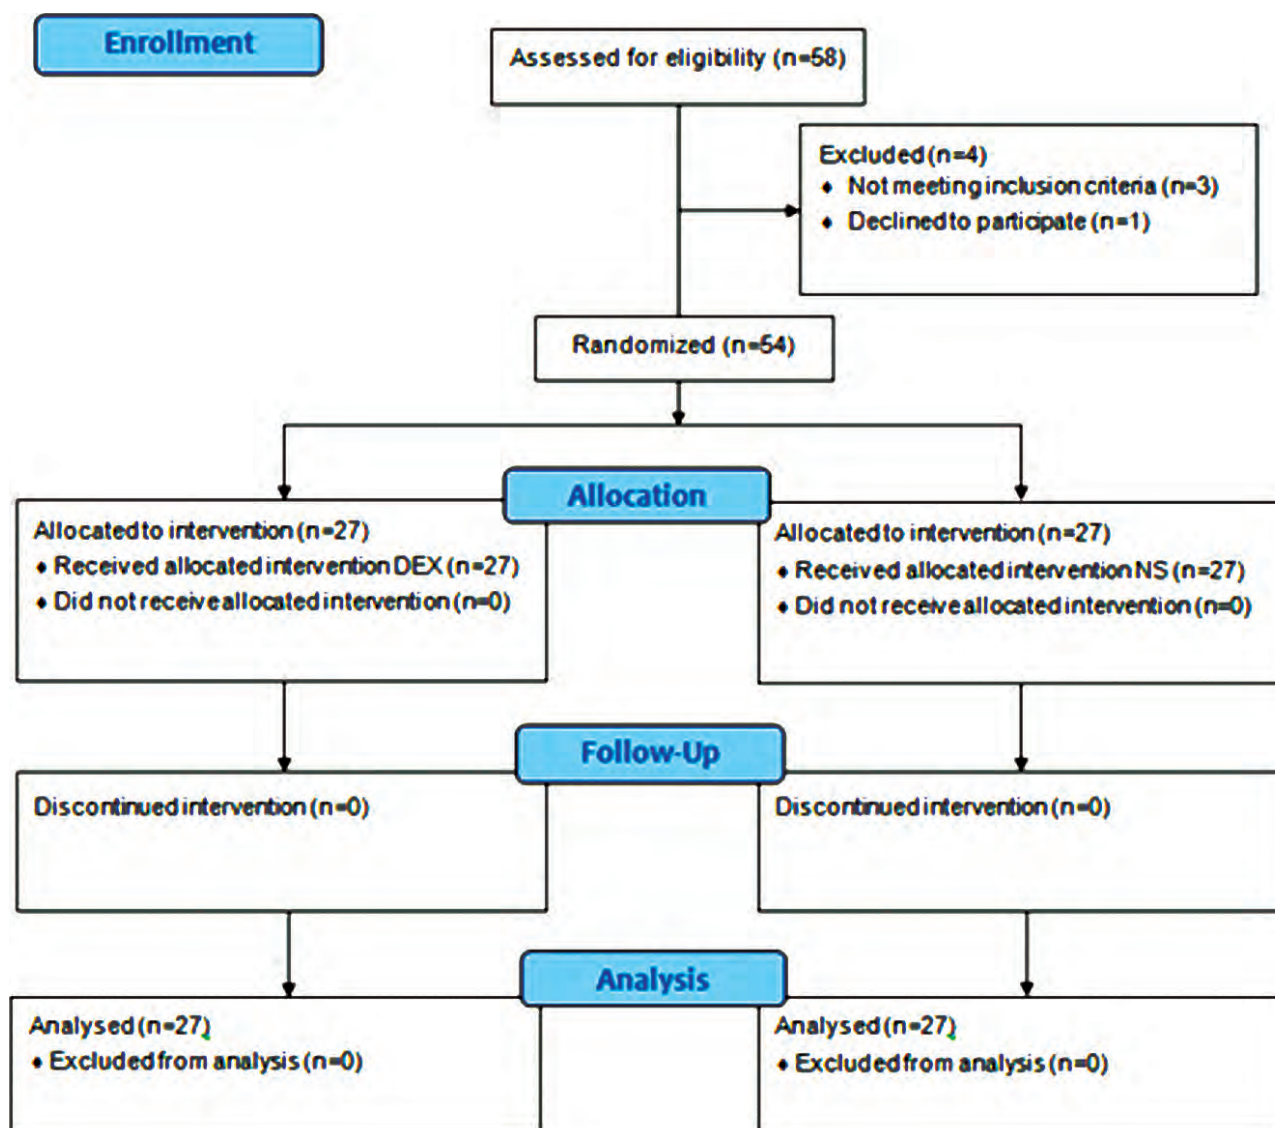 Enrollment
Assessed for eligibility (n=58)
Excluded (n=4)
♦ Not meeting inclusion criteria (n=3)
♦ Declined to participate (n=1)
Randomized (n=54)
Allocation
Allocated to intervention (n=27)
♦ Received allocated intervention DEX (n=27)
♦ Did not receive allocated intervention (n=0)
Allocated to intervention (n=27)
♦ Received allocated intervention NS (n=27)
♦ Did not receive allocated intervention (n=0)
Follow-Up
Discontinued intervention (n=0)
Discontinued intervention (n=0)
Analysis
Analysed (n=27)
♦ Excluded from analysis (n=0)
Analysed (n=27)
♦ Excluded from analysis (n=0)